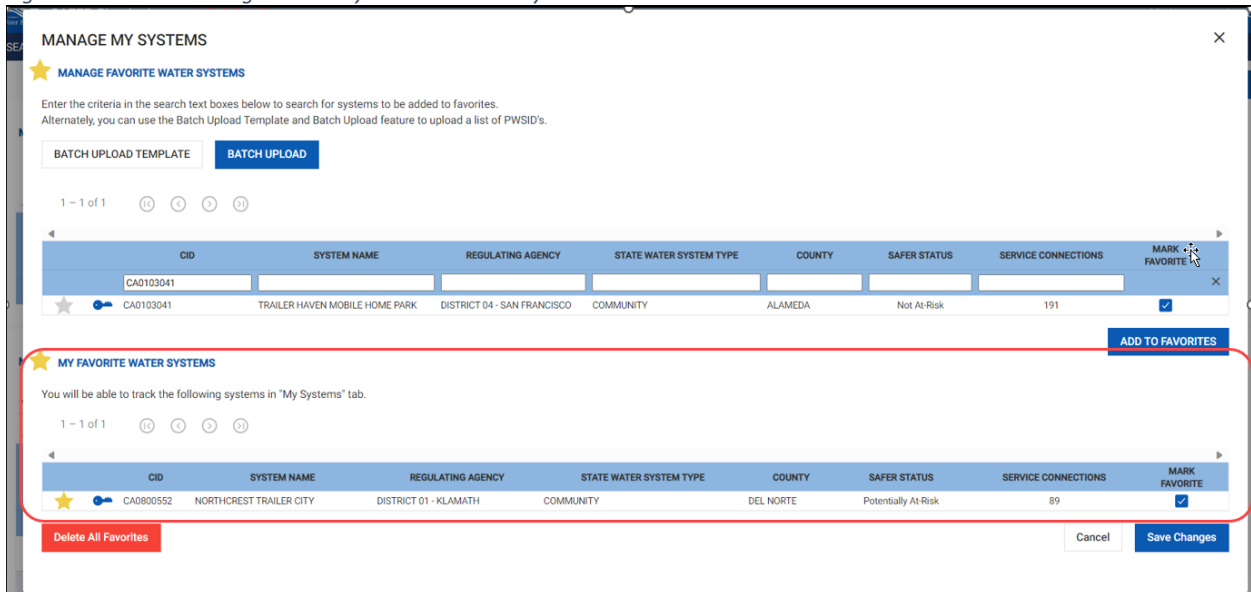 MANAGE MY SYSTEMS
MANAGE FAVORITE WATER SYSTEMS
Enter the criteria in the search text boxes below to search for systems to be added to favorites.
Alternately, you can use the Batch Upload Template and Batch Upload feature to upload a list of PWSID's.
BATCH UPLOAD TEMPLATE BATCH UPLOAD
1 – 1 of 1
CID SYSTEM NAME REGULATING AGENCY STATE WATER SYSTEM TYPE COUNTY SAFER STATUS SERVICE CONNECTIONS MARK FAVORITE
CA0103041
CA0103041 TRAILER HAVEN MOBILE HOME PARK DISTRICT 04 - SAN FRANCISCO COMMUNITY ALAMEDA Not At-Risk 191
ADD TO FAVORITES
MY FAVORITE WATER SYSTEMS
You will be able to track the following systems in "My Systems" tab.
1 – 1 of 1
CID SYSTEM NAME REGULATING AGENCY STATE WATER SYSTEM TYPE COUNTY SAFER STATUS SERVICE CONNECTIONS MARK FAVORITE
CA0800552 NORTHCREST TRAILER CITY DISTRICT 01 - KLAMATH COMMUNITY DEL NORTE Potentially At-Risk 89
Delete All Favorites Cancel Save Changes